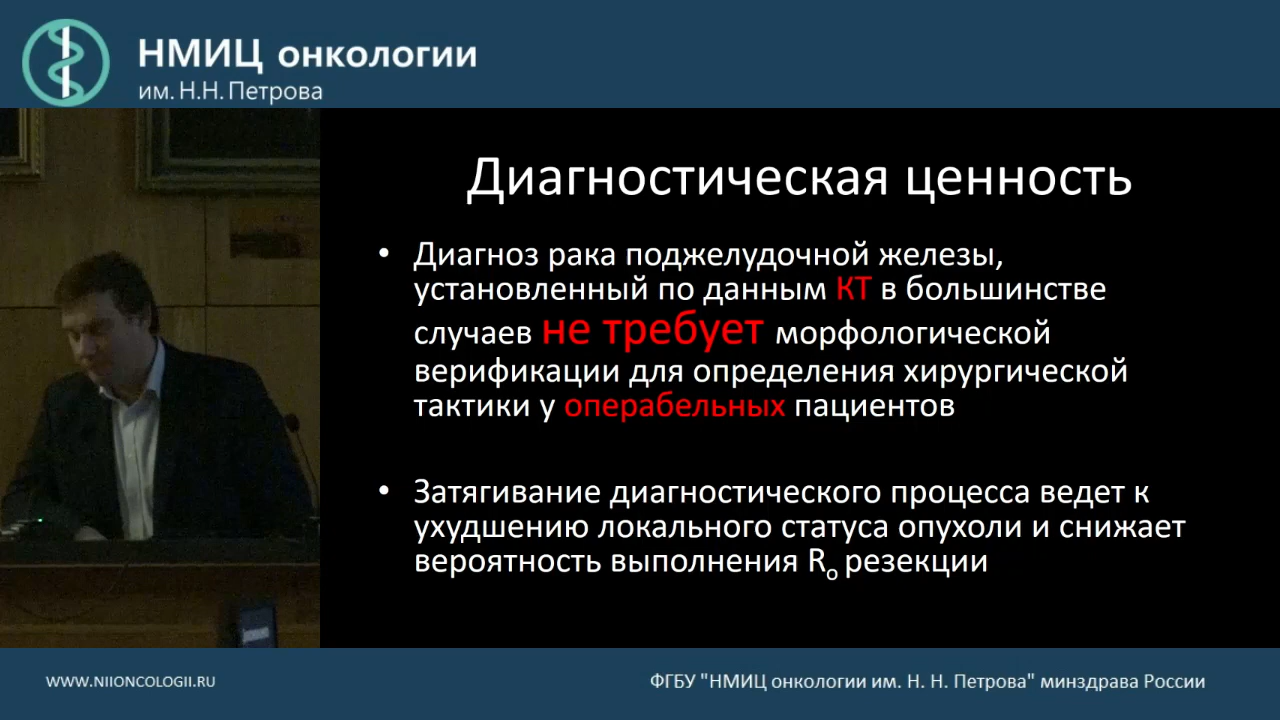 НМИЦ онкологии
им. Н.Н. Петрова
Диагностическая ценность
• Диагноз рака поджелудочной железы,
установленный по данным КТ в большинстве
случаев не требует морфологической
верификации для определения хирургической
тактики у операбельных пациентов
• Затягивание диагностического процесса ведет к
ухудшению локального статуса опухоли и снижает
вероятность выполнения R₀ резекции
WWW.NIIONCOLOGII.RU
ФГБУ "НМИЦ онкологии им. Н. Н. Петрова" минздрава России